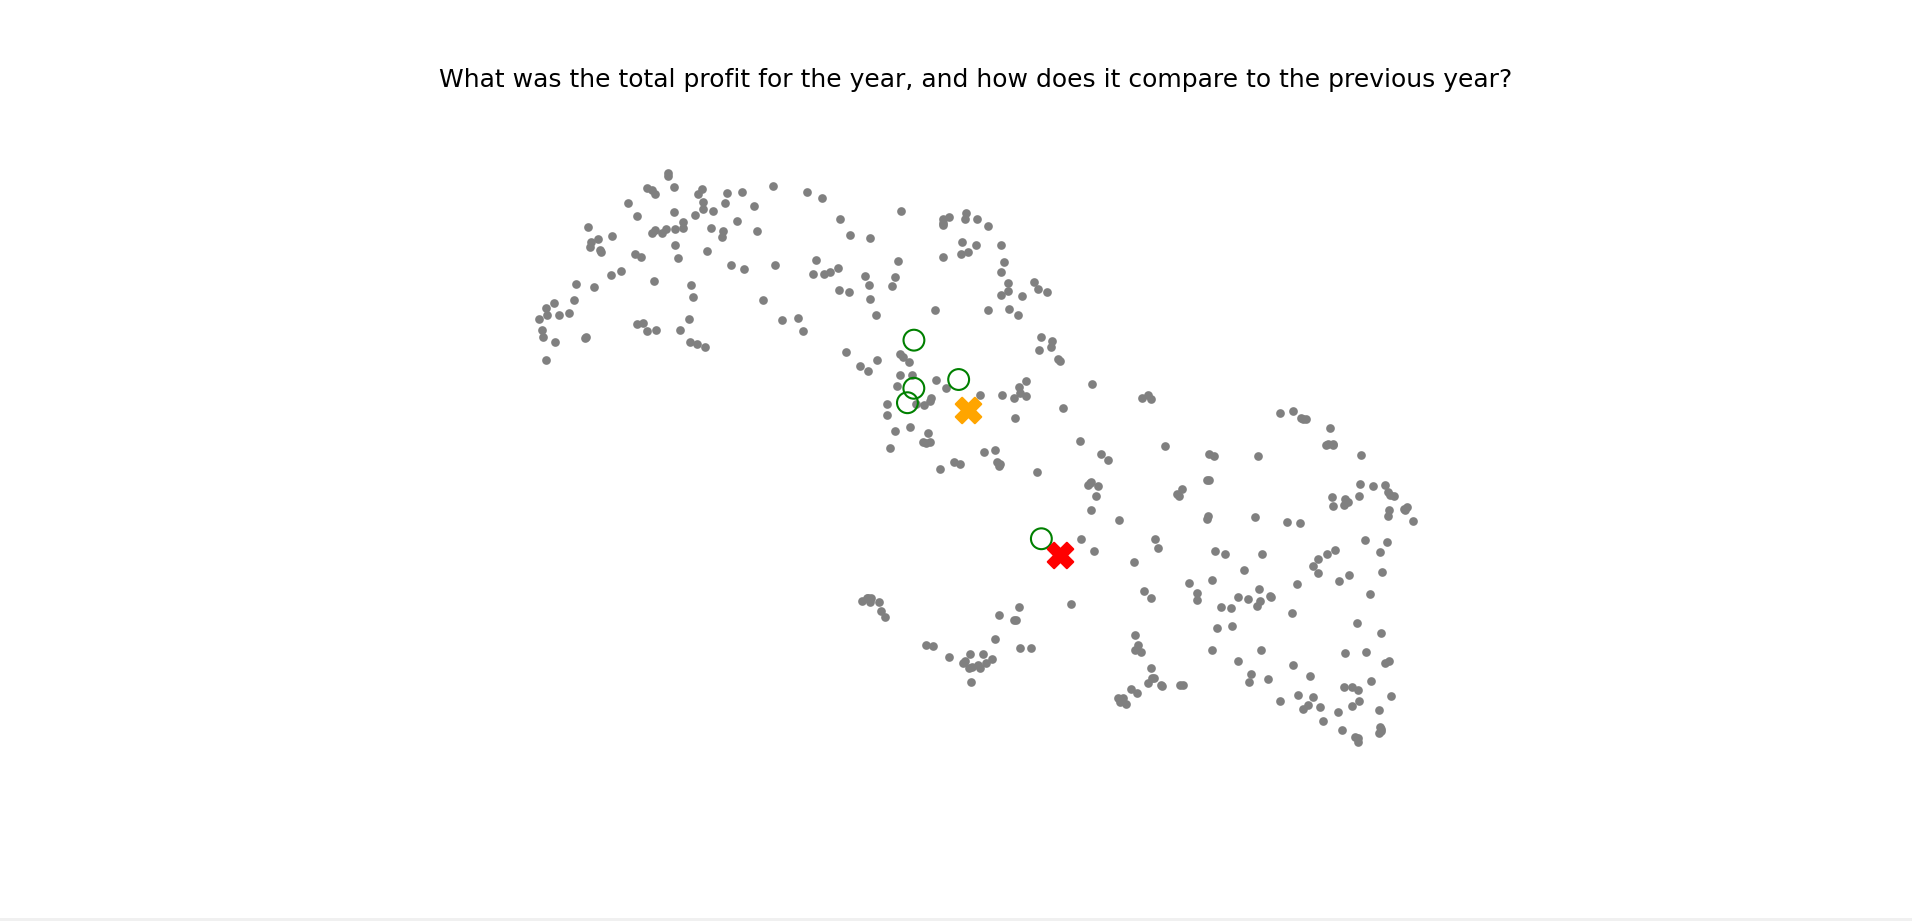 What was the total profit for the year, and how does it compare to the previous year?